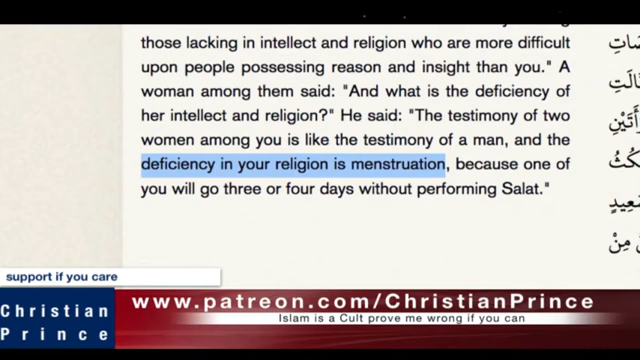 those lacking in intellect and religion who are more difficult
upon people possessing reason and insight than you." A
woman among them said: "And what is the deficiency of
her intellect and religion?" He said: "The testimony of two
women among you is like the testimony of a man, and the
deficiency in your religion is menstruation, because one of
you will go three or four days without performing Salat."
support if you care
Christian
Prince
www.patreon.com/ChristianPrince
Islam is a Cult prove me wrong if you can